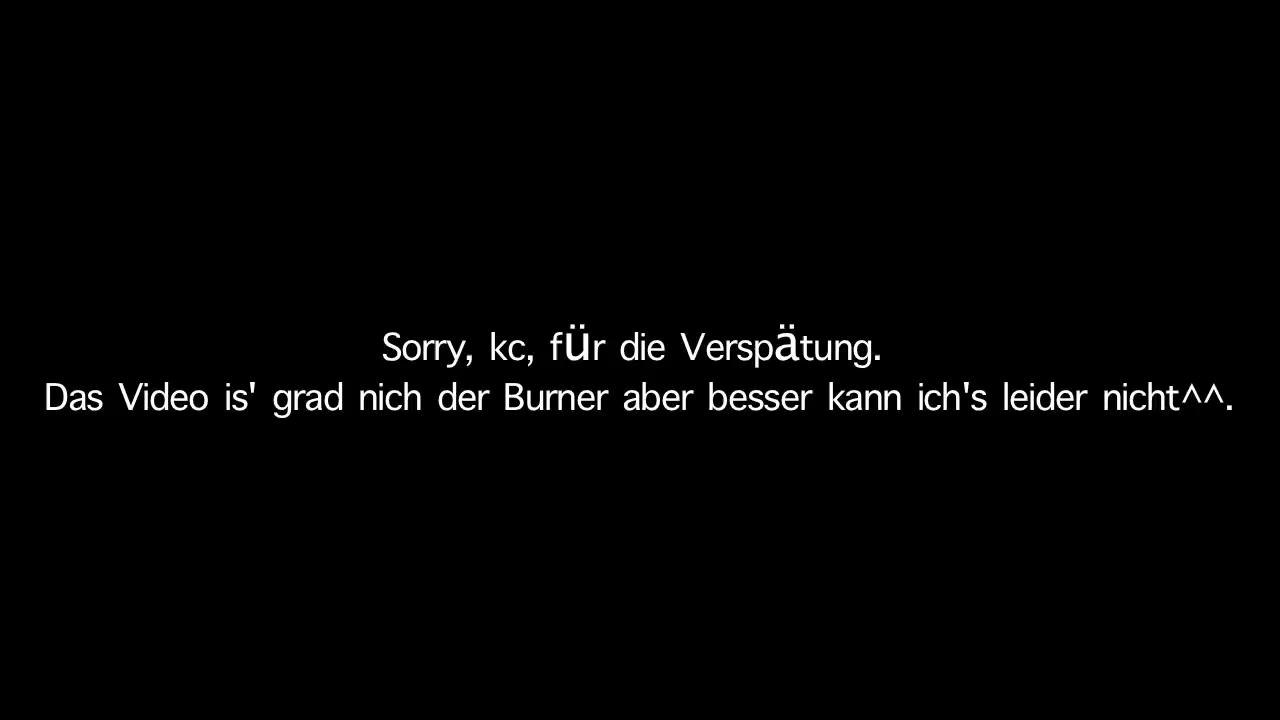 Sorry, kc, für die Verspätung.
Das Video is' grad nich der Burner aber besser kann ich's leider nicht^^.